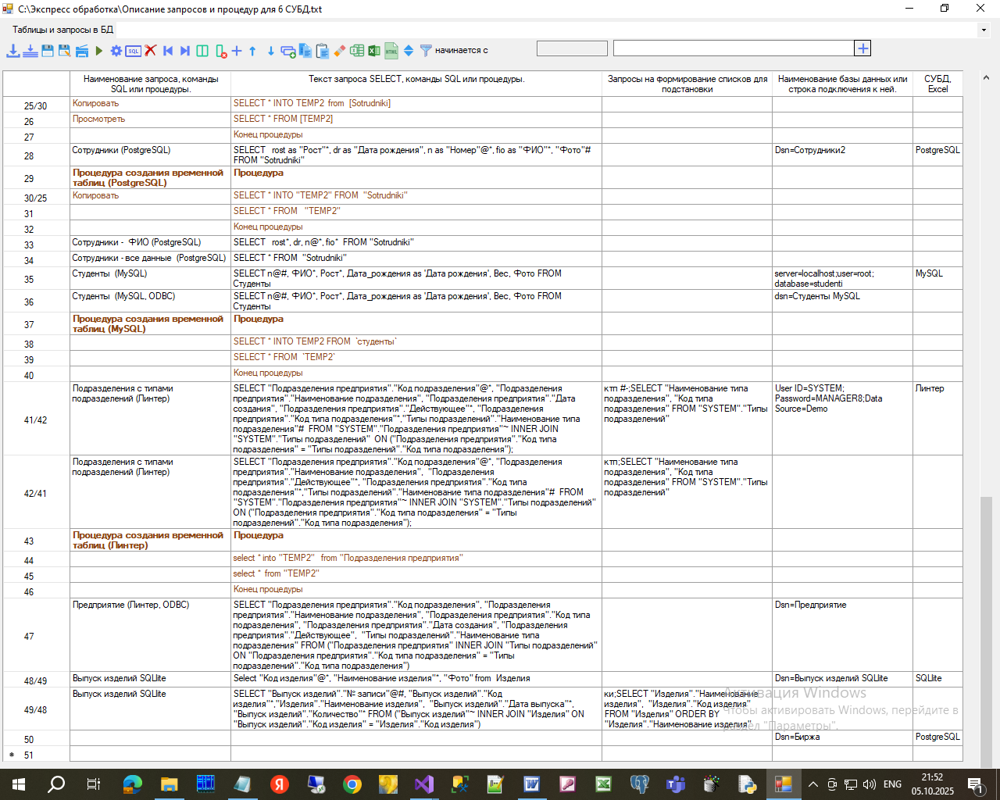 C:\Экспресс обработка\Описание запросов и процедур для 6 СУБД.txt
Таблицы и запросы в БД
SQL
HTML
начинается с
Наименование запроса, команды SQL или процедуры.
Текст запроса SELECT, команды SQL или процедуры.
Запросы на формирование списков для подстановки
Наименование базы данных или строка подключения к ней.
СУБД, Excel
25/30 Копировать SELECT * INTO TEMP2 from [Sotrudniki]
26 Просмотреть SELECT * FROM [TEMP2]
27 Конец процедуры
28 Сотрудники (PostgreSQL) SELECT rost as "Рост"*, dr as "Дата рождения", n as "Номер"@*, fio as "ФИО"*, "Фото"# Dsn=Сотрудники2 PostgreSQL
FROM "Sotrudniki"
29 Процедура создания временной Процедура
таблиц (PostgreSQL)
30/25 Копировать SELECT * INTO "TEMP2" FROM "Sotrudniki"
31 SELECT * FROM "TEMP2"
32 Конец процедуры
33 Сотрудники - ФИО (PostgreSQL) SELECT rost*, dr, n@*, fio* FROM "Sotrudniki"
34 Сотрудники - все данные (PostgreSQL) SELECT * FROM "Sotrudniki"
35 Студенты (MySQL) SELECT n@#, ФИО*, Рост*, Дата_рождения as 'Дата рождения', Вес, Фото FROM server=localhost;user=root; MySQL
Студенты database=studenti
36 Студенты (MySQL, ODBC) SELECT n@#, ФИО*, Рост*, Дата_рождения as 'Дата рождения', Вес, Фото FROM dsn=Студенты MySQL
Студенты
37 Процедура создания временной Процедура
таблиц (MySQL)
38 SELECT * INTO TEMP2 FROM `студенты`
39 SELECT * FROM `TEMP2`
40 Конец процедуры
41/42
Подразделения с типами
подразделений (Линтер)
SELECT "Подразделения предприятия"."Код подразделения"@*, "Подразделения
предприятия"."Наименование подразделения", "Подразделения предприятия"."Дата
создания", "Подразделения предприятия"."Действующее"*, "Подразделения
предприятия"."Код типа подразделения"*,"Типы подразделений"."Наименование типа
подразделения"# FROM "SYSTEM"."Подразделения предприятия"~ INNER JOIN
"SYSTEM"."Типы подразделений" ON ("Подразделения предприятия"."Код типа
подразделения" = "Типы подразделений"."Код типа подразделения");
ктп #-;SELECT "Наименование типа
подразделения", "Код типа
подразделения" FROM "SYSTEM"."Типы
подразделений"
User ID=SYSTEM;
Password=MANAGER8;Data
Source=Demo
Линтер
42/41
Подразделения с типами
подразделений (Линтер)
SELECT "Подразделения предприятия"."Код подразделения"@*, "Подразделения
предприятия"."Наименование подразделения", "Подразделения
предприятия"."Действующее"*, "Подразделения предприятия"."Код типа
подразделения"*,"Типы подразделений"."Наименование типа подразделения"# FROM
"SYSTEM"."Подразделения предприятия"~ INNER JOIN "SYSTEM"."Типы подразделений"
ON ("Подразделения предприятия"."Код типа подразделения" = "Типы
подразделений"."Код типа подразделения");
ктп;SELECT "Наименование типа
подразделения", "Код типа
подразделения" FROM "SYSTEM"."Типы
подразделений"
43 Процедура создания временной Процедура
таблиц (Линтер)
44 select * into "TEMP2" from "Подразделения предприятия"
45 select * from "TEMP2"
46 Конец процедуры
47
Предприятие (Линтер, ODBC)
SELECT "Подразделения предприятия"."Код подразделения", "Подразделения
предприятия"."Наименование подразделения", "Подразделения предприятия"."Код типа
подразделения", "Подразделения предприятия"."Дата создания", "Подразделения
предприятия"."Действующее", "Типы подразделений"."Наименование типа
подразделения" FROM ("Подразделения предприятия" INNER JOIN "Типы подразделений"
ON "Подразделения предприятия"."Код типа подразделения" = "Типы
подразделений"."Код типа подразделения")
Dsn=Предприятие
48/49 Выпуск изделий SQLlite Select "Код изделия"@*, "Наименование изделия"*, "Фото" from Изделия Dsn=Выпуск изделий SQLlite SQLlite
49/48
Выпуск изделий SQLlite
SELECT "Выпуск изделий"."№ записи"@#, "Выпуск изделий"."Код
изделия"*,"Изделия"."Наименование изделия", "Выпуск изделий"."Дата выпуска"*,
"Выпуск изделий"."Количество"* FROM ("Выпуск изделий"~ INNER JOIN "Изделия" ON
"Выпуск изделий"."Код изделия" = "Изделия"."Код изделия")
ки;SELECT "Изделия"."Наименование
изделия", "Изделия"."Код изделия"
FROM "Изделия" ORDER BY
"Изделия"."Наименование изделия"
50 Dsn=Биржа PostgreSQL
* 51
Активация Windows
Чтобы активировать Windows, перейдите в
раздел "Параметры".
ENG
21:52
05.10.2025
1